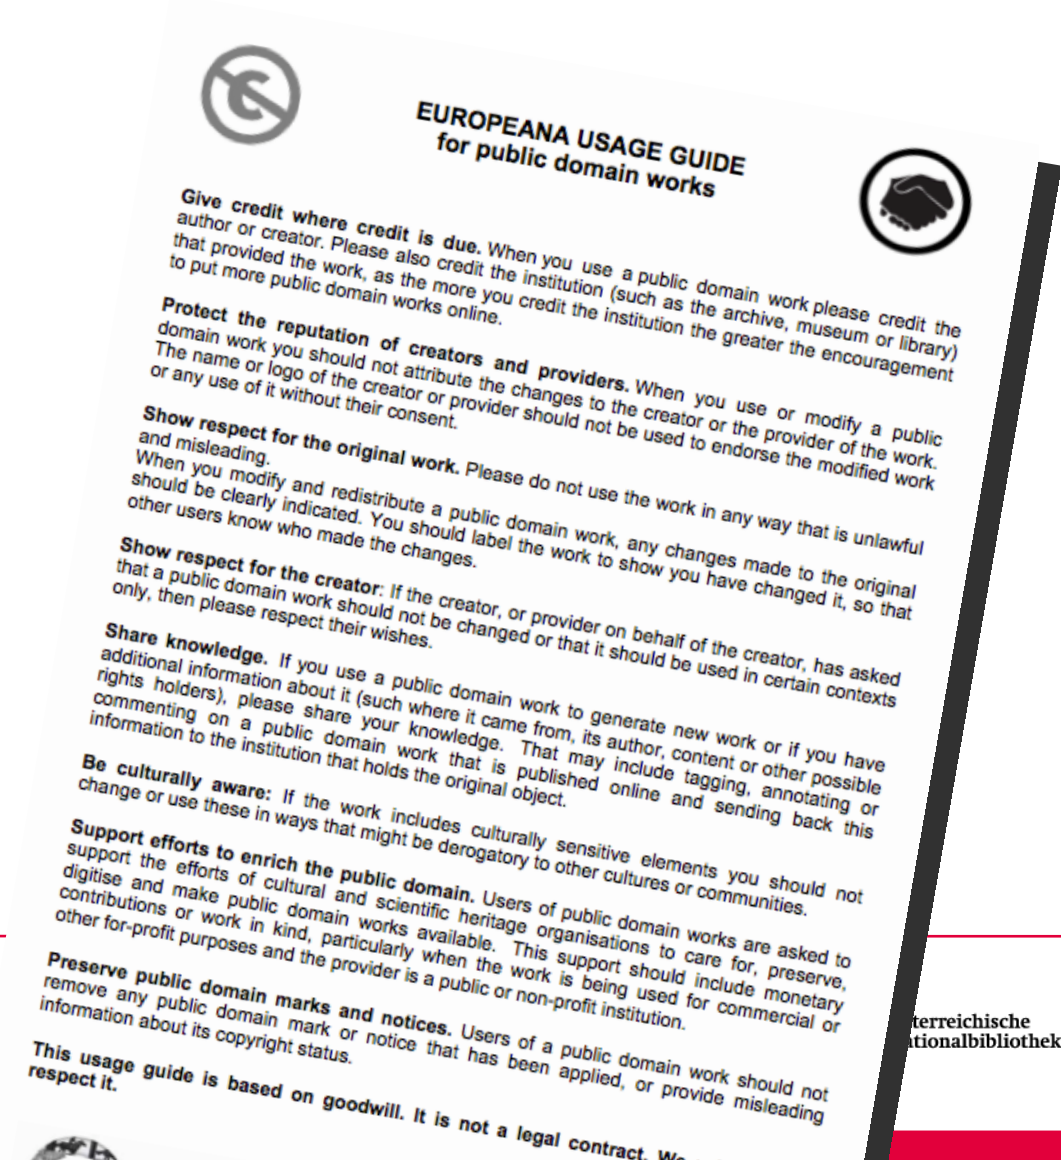 EUROPEANA USAGE GUIDE
for public domain works
Give credit where credit is due. When you use a public domain work please credit the
author or creator. Please also credit the institution (such as the archive, museum or library)
that provided the work, as the more you credit the institution the greater the encouragement
to put more public domain works online.
Protect the reputation of creators and providers. When you use or modify a public
domain work you should not attribute the changes to the creator or the provider of the work.
The name or logo of the creator or provider should not be used to endorse the modified work
or any use of it without their consent.
Show respect for the original work. Please do not use the work in any way that is unlawful
and misleading.
When you modify and redistribute a public domain work, any changes made to the original
should be clearly indicated. You should label the work to show you have changed it, so that
other users know who made the changes.
Show respect for the creator: If the creator, or provider on behalf of the creator, has asked
that a public domain work should not be changed or that it should be used in certain contexts
only, then please respect their wishes.
Share knowledge. If you use a public domain work to generate new work or if you have
additional information about it (such where it came from, its author, content or other possible
rights holders), please share your knowledge. That may include tagging, annotating or
commenting on a public domain work that is published online and sending back this
information to the institution that holds the original object.
Be culturally aware: If the work includes culturally sensitive elements you should not
change or use these in ways that might be derogatory to other cultures or communities.
Support efforts to enrich the public domain. Users of public domain works are asked to
support the efforts of cultural and scientific heritage organisations to care for, preserve,
digitise and make public domain works available. This support should include monetary
contributions or work in kind, particularly when the work is being used for commercial or
other for-profit purposes and the provider is a public or non-profit institution.
Preserve public domain marks and notices. Users of a public domain work should not
remove any public domain mark or notice that has been applied, or provide misleading
information about its copyright status.
This usage guide is based on goodwill. It is not a legal contract. We
respect it.
terreichische
tionalbibliothek